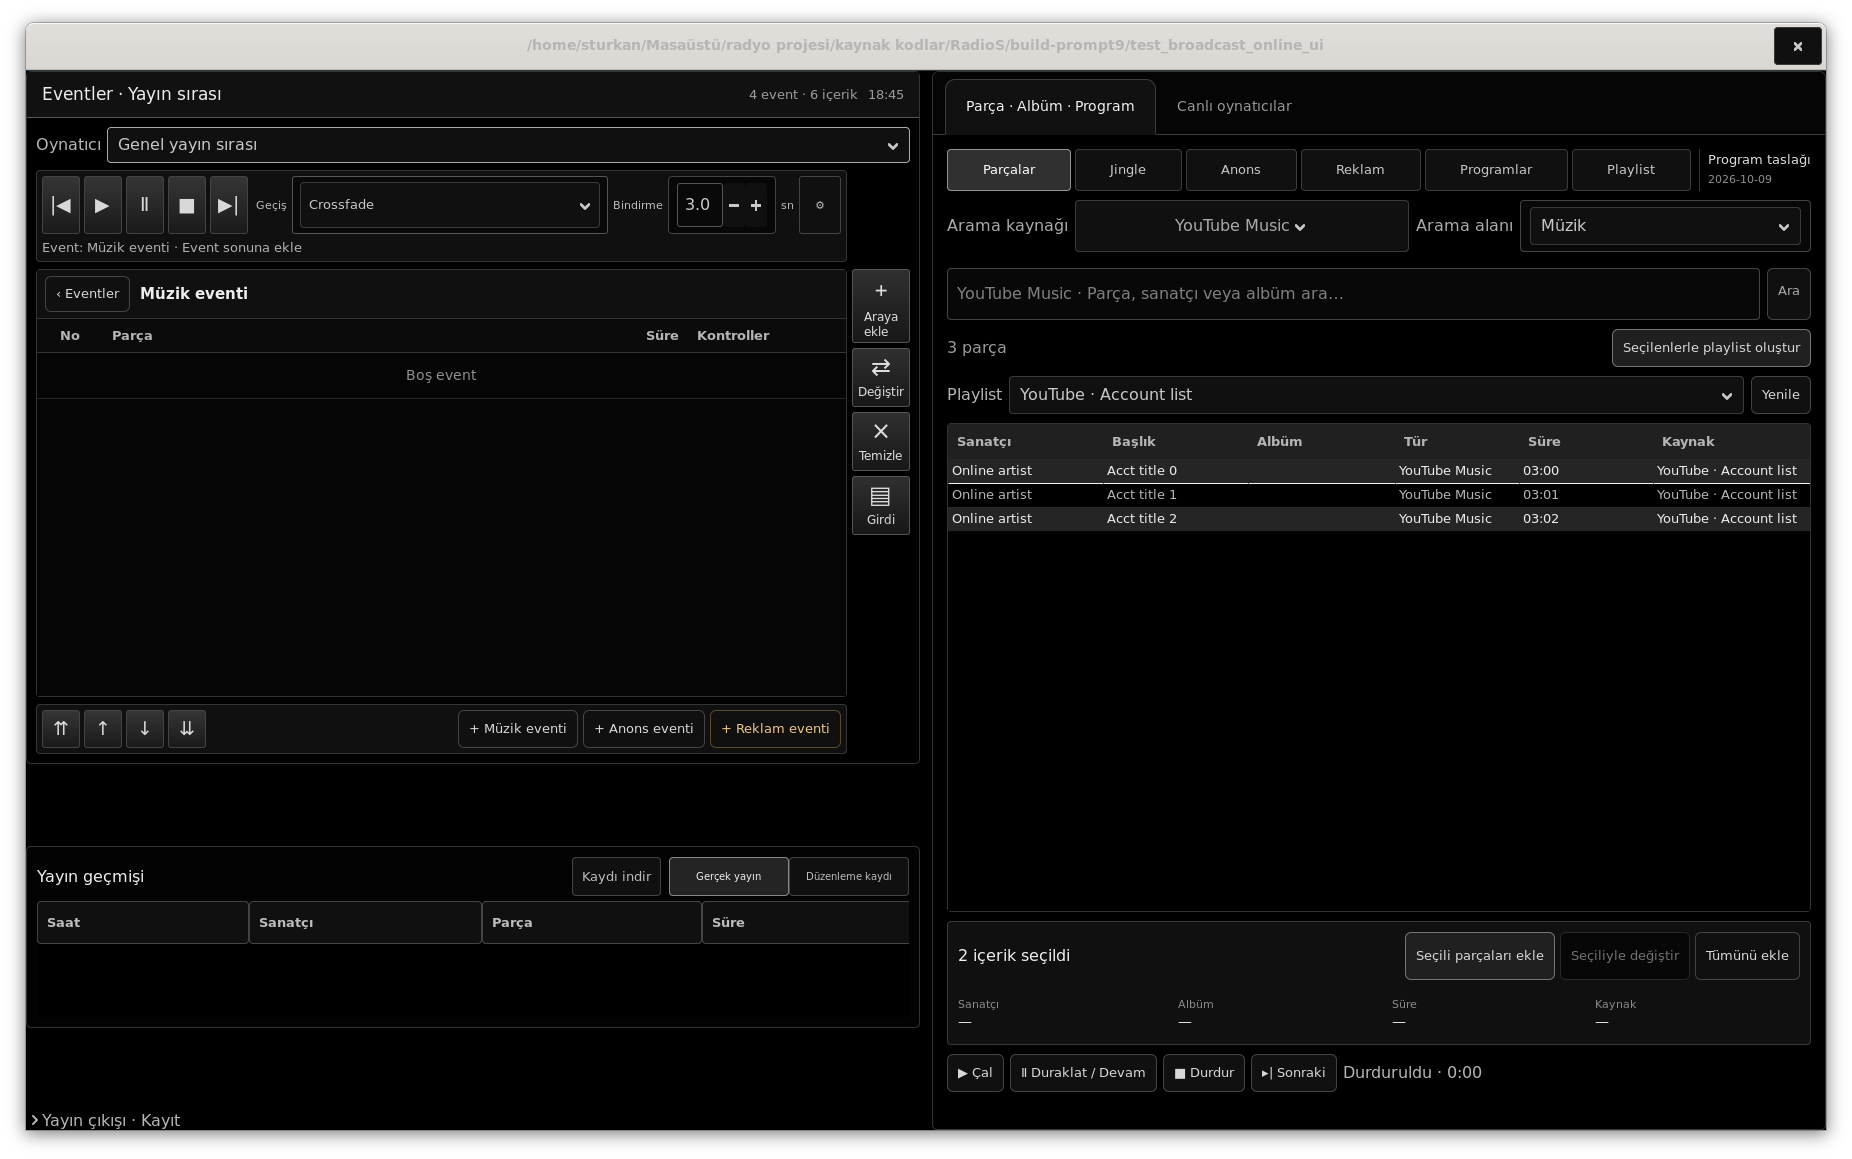 /home/sturkan/Masaüstü/radyo projesi/kaynak kodlar/RadioS/build-prompt9/test_broadcast_online_ui
Eventler · Yayın sırası
4 event · 6 içerik 18:45
Oynatıcı Genel yayın sırası
Geçiş Crossfade Bindirme 3.0 sn
Event: Müzik eventi · Event sonuna ekle
‹ Eventler Müzik eventi
No Parça Süre Kontroller
Boş event
+ Araya ekle
Değiştir
Temizle
Girdi
+ Müzik eventi + Anons eventi + Reklam eventi
Yayın geçmişi Kaydı indir Gerçek yayın Düzenleme kaydı
Saat Sanatçı Parça Süre
Yayın çıkışı · Kayıt
Parça · Albüm · Program Canlı oynatıcılar
Parçalar Jingle Anons Reklam Programlar Playlist Program taslağı
2026-10-09
Arama kaynağı YouTube Music Arama alanı Müzik
YouTube Music · Parça, sanatçı veya albüm ara... Ara
3 parça Seçilenlerle playlist oluştur
Playlist YouTube · Account list Yenile
Sanatçı Başlık Albüm Tür Süre Kaynak
Online artist Acct title 0 YouTube Music 03:00 YouTube · Account list
Online artist Acct title 1 YouTube Music 03:01 YouTube · Account list
Online artist Acct title 2 YouTube Music 03:02 YouTube · Account list
2 içerik seçildi Seçili parçaları ekle Seçiliyle değiştir Tümünü ekle
Sanatçı Albüm Süre Kaynak
— — — —
▶ Çal Ⅱ Duraklat / Devam ■ Durdur ▸| Sonraki Durduruldu · 0:00